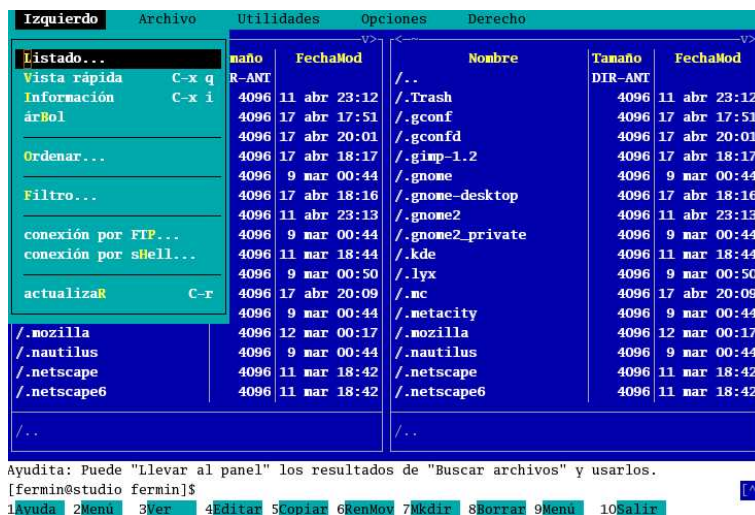 Izquierdo Archivo Utilidades Opciones Derecho
Listado...
Vista rápida C-x q
Información C-x i
árBol
Ordenar...
Filtro...
conexión por FTP...
conexión por sHell...
actualizaR C-r
maño FechaMod
R-ANT
4096 11 abr 23:12
4096 17 abr 17:51
4096 17 abr 20:01
4096 17 abr 18:17
4096 9 mar 00:44
4096 17 abr 18:16
4096 11 abr 23:13
4096 9 mar 00:44
4096 11 mar 18:44
4096 9 mar 00:50
4096 17 abr 20:09
4096 9 mar 00:44
/.mozilla 4096 12 mar 00:17
/.nautilus 4096 9 mar 00:44
/.netscape 4096 11 mar 18:42
/.netscape6 4096 11 mar 18:42
/..
Nombre Tamaño FechaMod
/.. DIR-ANT
/.Trash 4096 11 abr 23:12
/.gconf 4096 17 abr 17:51
/.gconfd 4096 17 abr 20:01
/.gimp-1.2 4096 17 abr 18:17
/.gnome 4096 9 mar 00:44
/.gnome-desktop 4096 17 abr 18:16
/.gnome2 4096 11 abr 23:13
/.gnome2_private 4096 9 mar 00:44
/.kde 4096 11 mar 18:44
/.lyx 4096 9 mar 00:50
/.mc 4096 17 abr 20:09
/.metacity 4096 9 mar 00:44
/.mozilla 4096 12 mar 00:17
/.nautilus 4096 9 mar 00:44
/.netscape 4096 11 mar 18:42
/.netscape6 4096 11 mar 18:42
/..
Ayudita: Puede "Llevar al panel" los resultados de "Buscar archivos" y usarlos.
[fermin@studio fermin]$ [^
1Ayuda 2Menú 3Ver 4Editar 5Copiar 6RenMov 7Mkdir 8Borrar 9Menú 10Salir